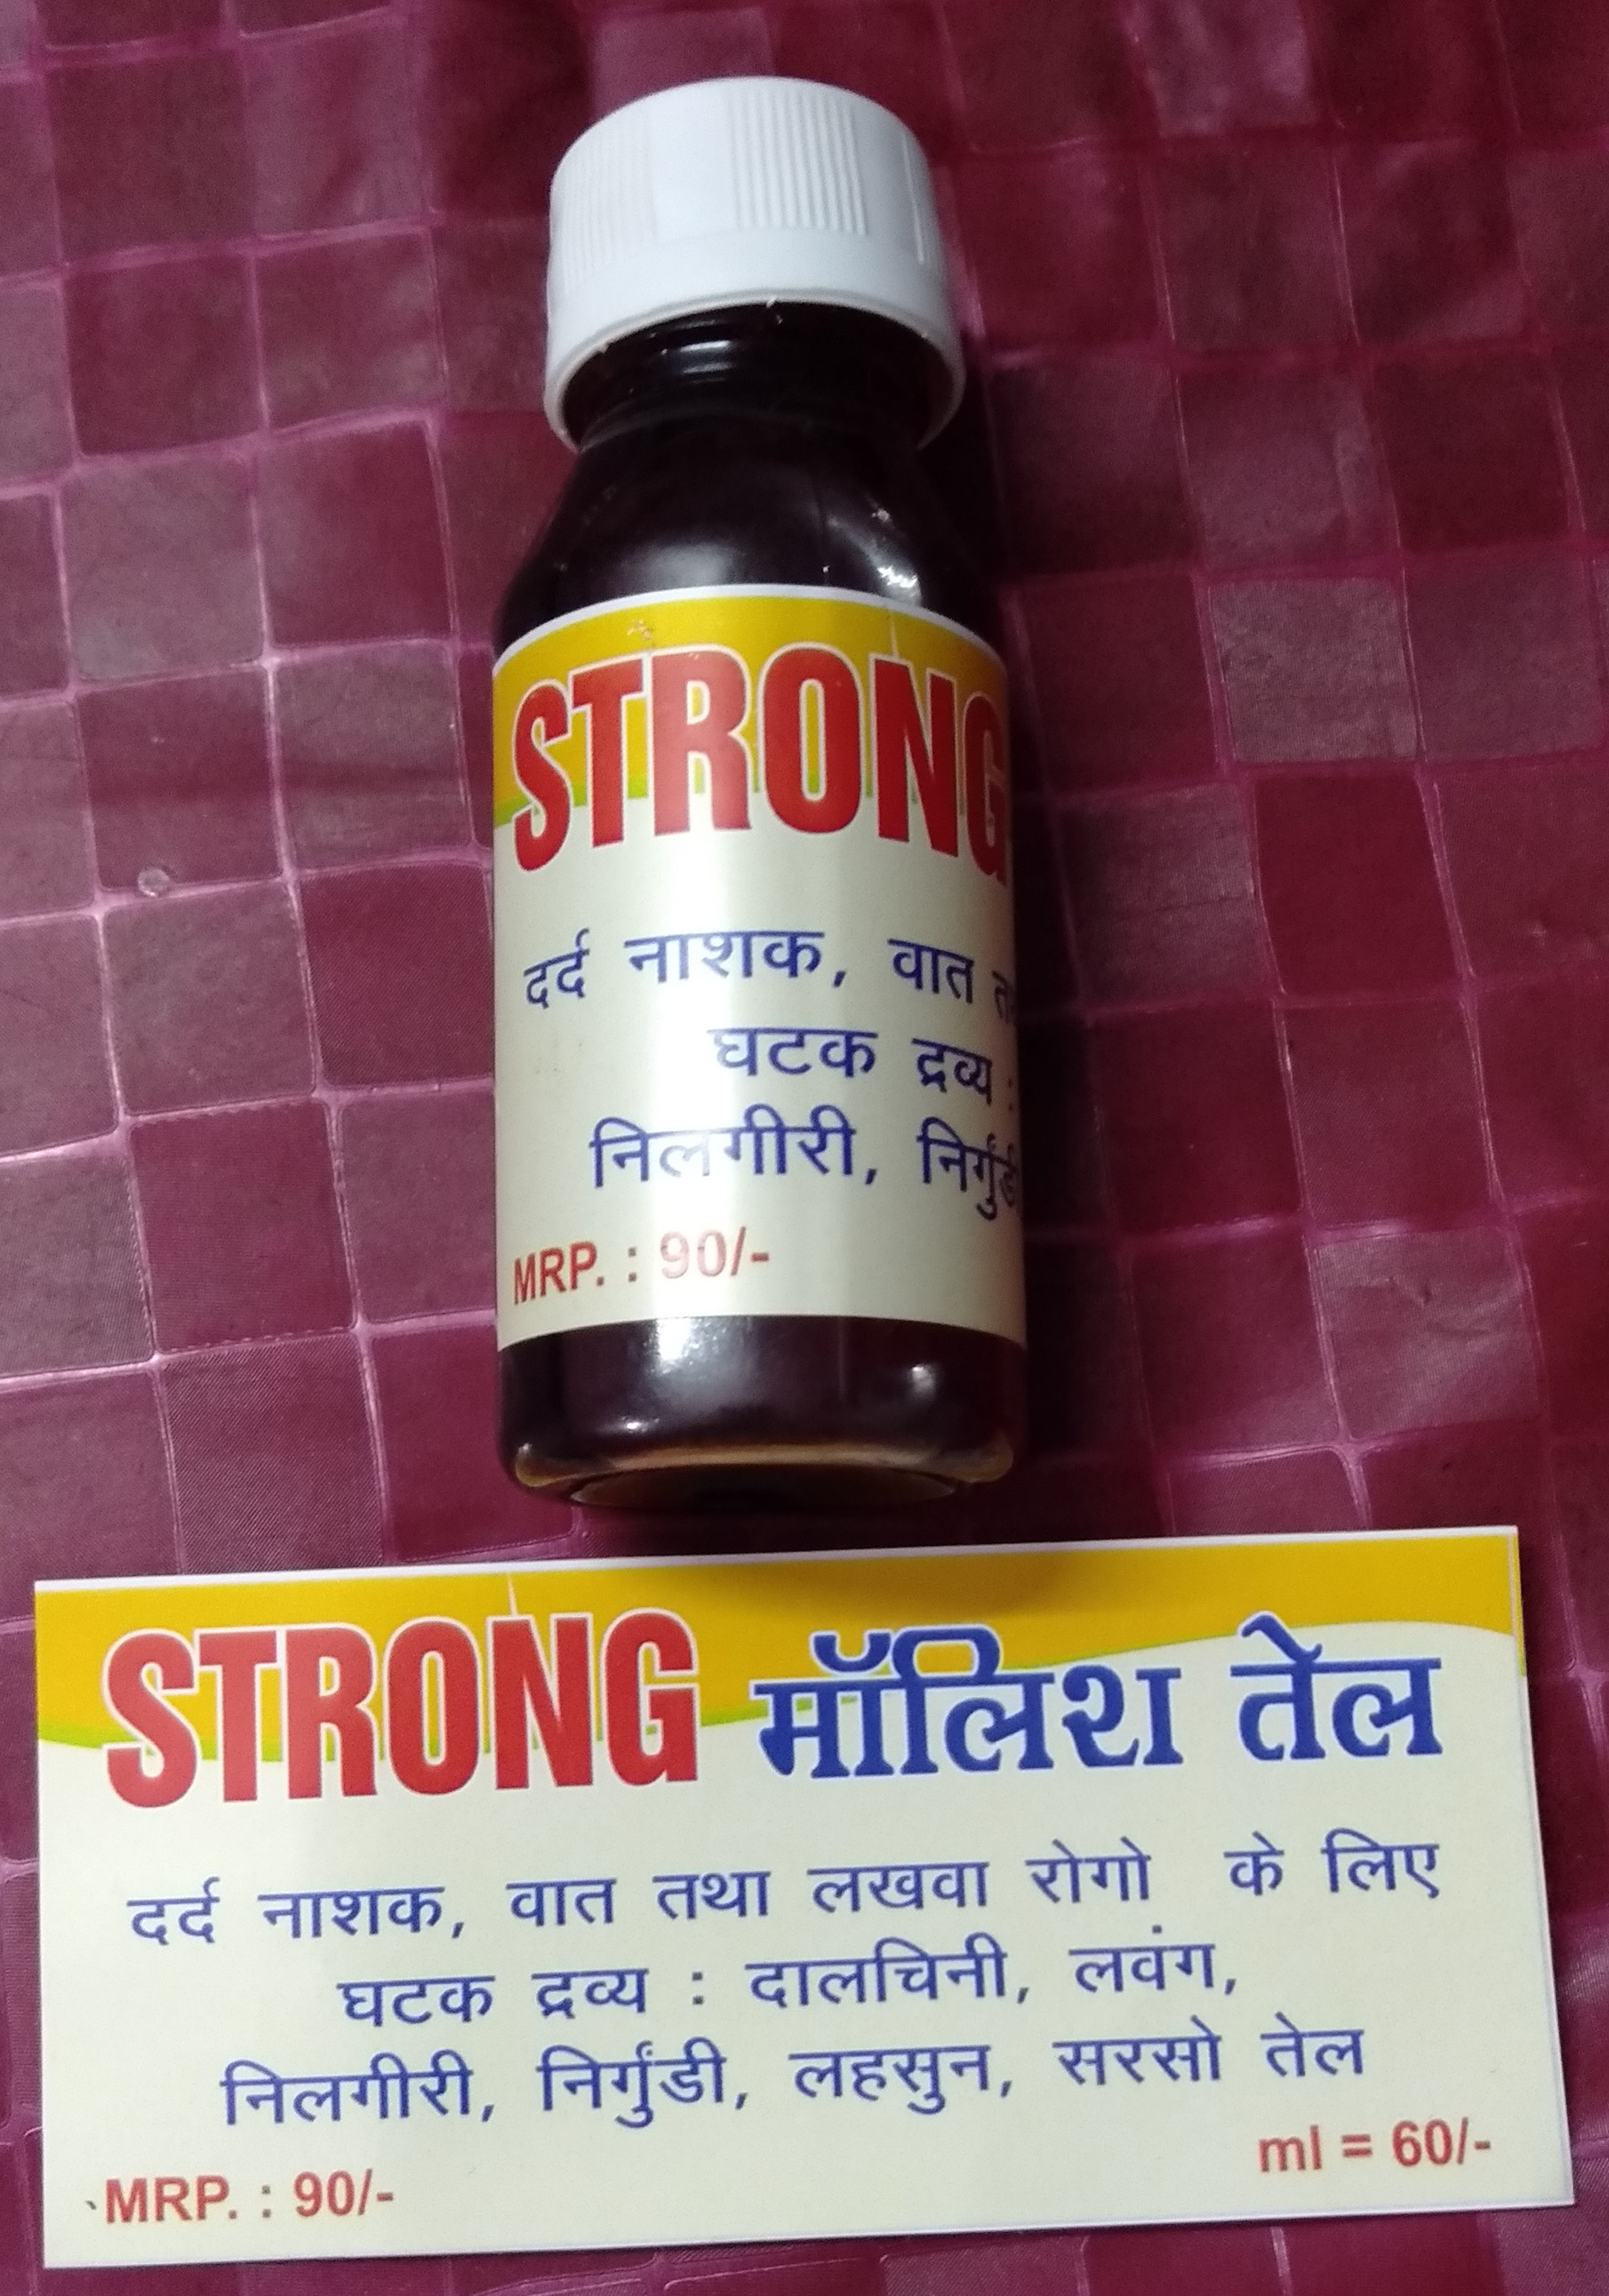 STRONG
दर्द नाशक, वात
घटक द्रव्य :
निलगीरी, निर्गुंडी
MRP. : 90/-
STRONG मॉलिश तेल
दर्द नाशक, वात तथा लखवा रोगो के लिए
घटक द्रव्य : दालचिनी, लवंग,
निलगीरी, निर्गुंडी, लहसुन, सरसो तेल
ml = 60/-
MRP. : 90/-